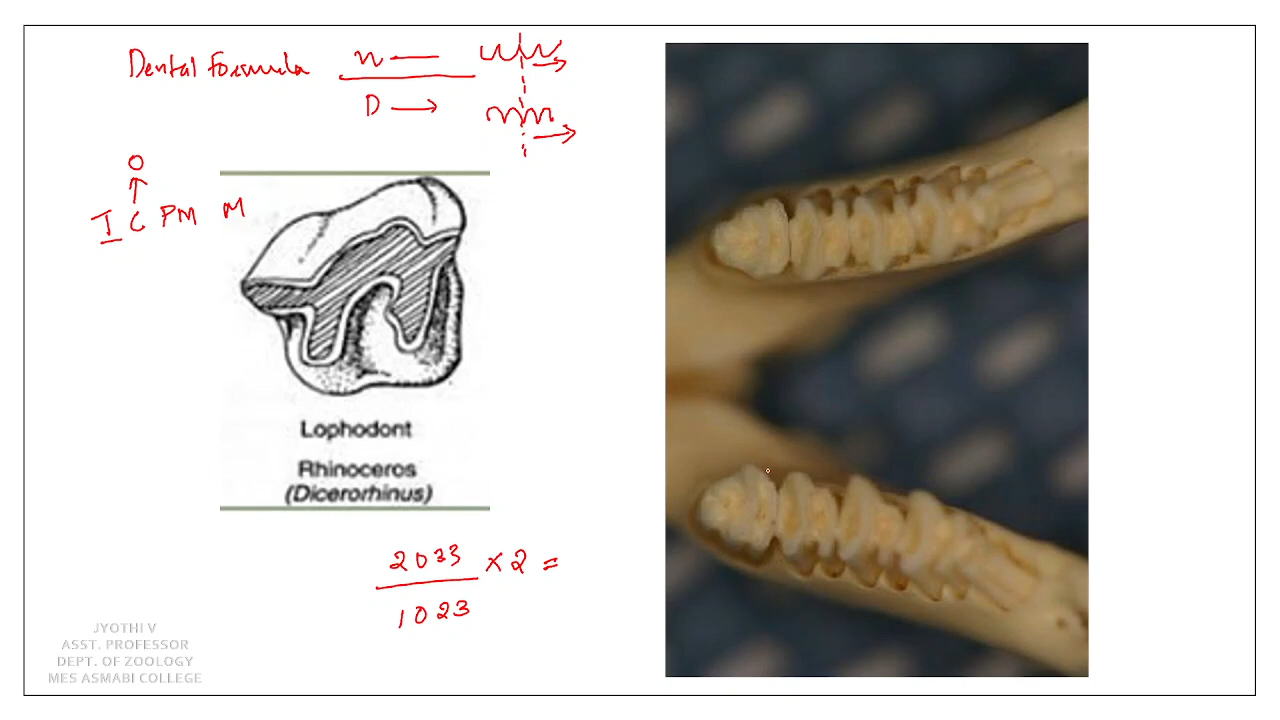 Dental Formula
N
D →
O
↑
I C PM M
Lophodont
Rhinoceros
(Dicerorhinus)
2033 × 2 =
1023
JYOTHI V
ASST. PROFESSOR
DEPT. OF ZOOLOGY
MES ASMABI COLLEGE